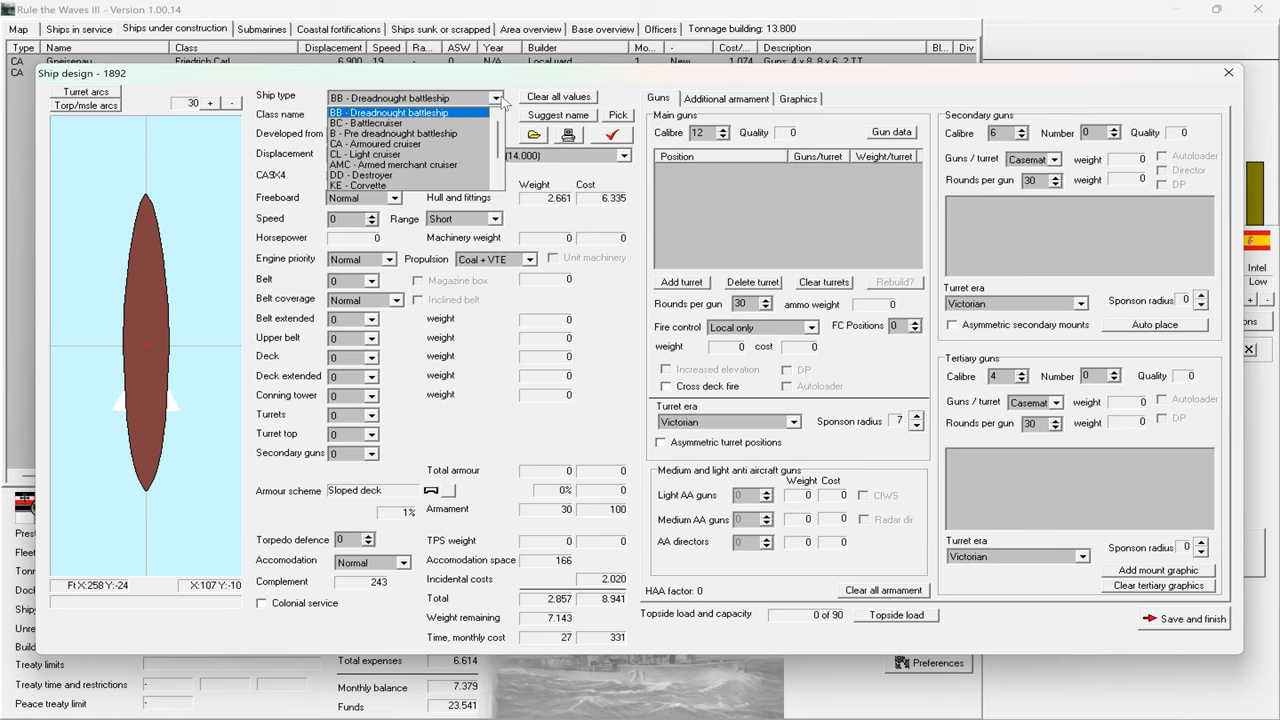 Rule the Waves III - Version 1.00.14
Map Ships in service Ships under construction Submarines Coastal fortifications Ships sunk or scrapped Area overview Base overview Officers Tonnage building: 13.800
Type Name Class Displacement Speed Ra... ASW Year Builder Mo... - Cost/... Description Bl... Div
CA Gneisenau Friedrich Carl 6.900 19 0 N/A Local yard 1 New 1.074 Guns: 4 x 8, 8 x 6, 2 TT
CA
Ship design - 1892
Turret arcs
Torp/msle arcs
30 + -
Ft X:258 Y:-24 X:107 Y:-10
Ship type BB - Dreadnought battleship
BB - Dreadnought battleship
BC - Battlecruiser
B - Pre dreadnought battleship
CA - Armoured cruiser
CL - Light cruiser
AMC - Armed merchant cruiser
DD - Destroyer
KE - Corvette
Clear all values
Class name Suggest name Pick
Developed from
Displacement (14.000)
Weight Cost
Freeboard Normal Hull and fittings 2.661 6.335
Speed 0 Range Short
Horsepower 0 Machinery weight 0 0
Engine priority Normal Propulsion Coal + VTE Unit machinery
Belt 0 Magazine box 0
Belt coverage Normal Inclined belt
Belt extended 0 weight 0
Upper belt 0 weight 0
Deck 0 weight 0
Deck extended 0 weight 0
Conning tower 0 weight 0
Turrets 0
Turret top 0
Secondary guns 0
Total armour 0 0
Armour scheme Sloped deck 0% 0
1% Armament 30 100
Torpedo defence 0 TPS weight 0 0
Accomodation Normal Accomodation space 166
Complement 243 Incidental costs 2.020
Colonial service Total 2.857 8.941
Weight remaining 7.143
Time, monthly cost 27 331
Guns Additional armament Graphics
Main guns
Calibre 12 Quality 0 Gun data
Position Guns/turret Weight/turret
Add turret Delete turret Clear turrets Rebuild?
Rounds per gun 30 ammo weight 0
Fire control Local only FC Positions 0
weight 0 cost 0
Increased elevation DP
Cross deck fire Autoloader
Turret era
Victorian Sponson radius 7
Asymmetric turret positions
Medium and light anti aircraft guns
Weight Cost
Light AA guns 0 0 0 CIWS
Medium AA guns 0 0 0 Radar dir
AA directors 0 0 0
HAA factor: 0 Clear all armament
Topside load and capacity 0 of 90 Topside load
Secondary guns
Calibre 6 Number 0 Quality 0
Guns / turret Casemat weight 0 Autoloader
Director
Rounds per gun 30 weight 0 DP
Turret era
Victorian Sponson radius 0
Asymmetric secondary mounts Auto place
Tertiary guns
Calibre 4 Number 0 Quality 0
Guns / turret Casemat weight 0 Autoloader
Rounds per gun 30 weight 0 DP
Turret era
Victorian Sponson radius 0
Add mount graphic
Clear tertiary graphics
Save and finish
Intel
Low
Prest
Fleet
Tonn
Dock
Ships
Unre
Build
Treaty limits
Treaty time and restrictions - -
Peace treaty limit -
Total expenses 6.614
Monthly balance 7.379
Funds 23.541
Preferences